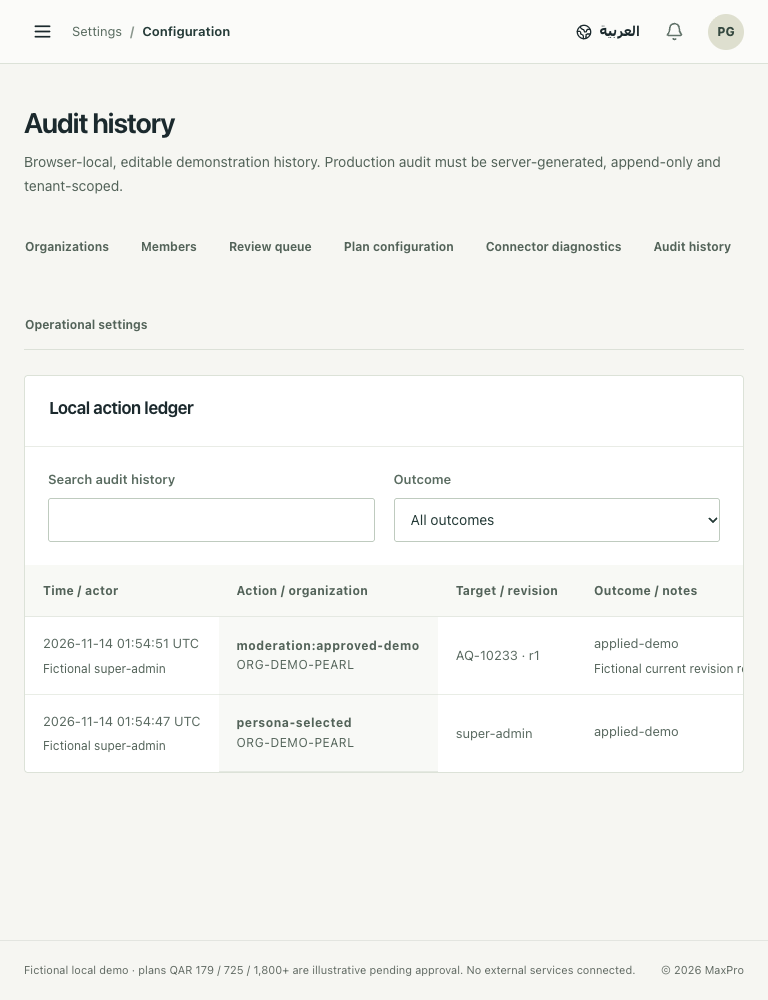 Settings / Configuration
العربية
PG
Audit history
Browser-local, editable demonstration history. Production audit must be server-generated, append-only and
tenant-scoped.
Organizations Members Review queue Plan configuration Connector diagnostics Audit history
Operational settings
Local action ledger
Search audit history Outcome
All outcomes
Time / actor Action / organization Target / revision Outcome / notes
2026-11-14 01:54:51 UTC
Fictional super-admin
moderation:approved-demo
ORG-DEMO-PEARL
AQ-10233 · r1
applied-demo
Fictional current revision
2026-11-14 01:54:47 UTC
Fictional super-admin
persona-selected
ORG-DEMO-PEARL
super-admin
applied-demo
Fictional local demo · plans QAR 179 / 725 / 1,800+ are illustrative pending approval. No external services connected.
© 2026 MaxPro